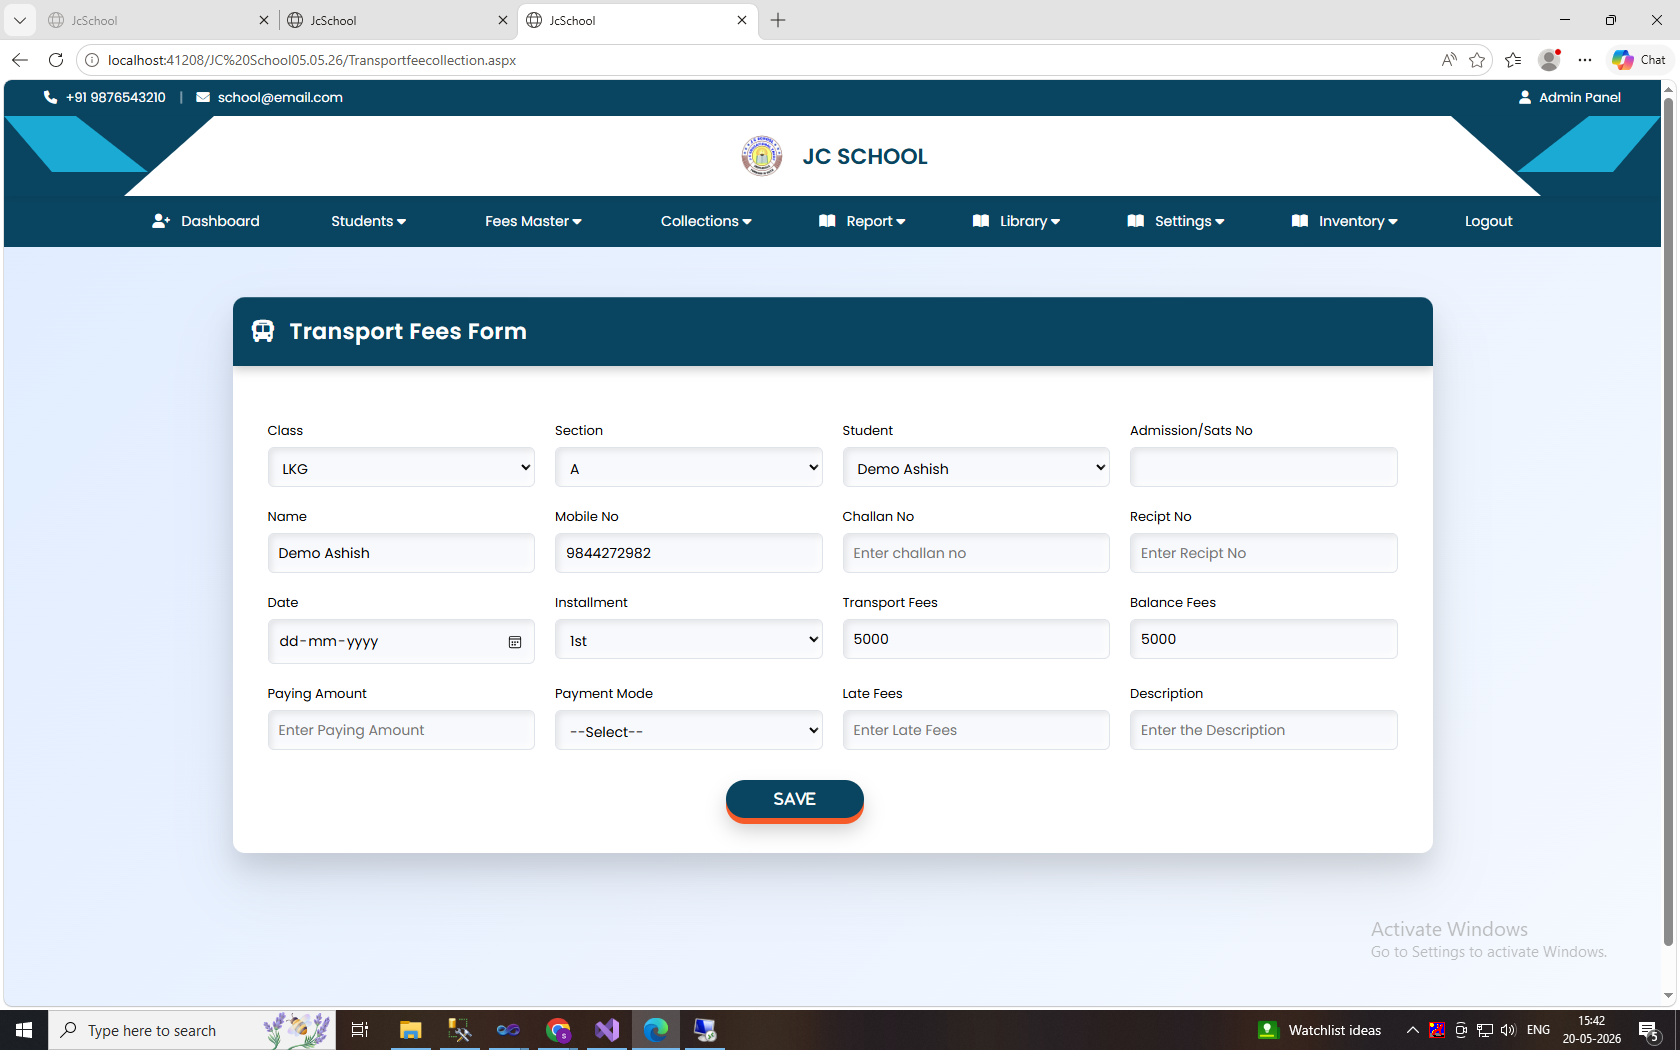 JcSchool
JcSchool
JcSchool
localhost:41208/JC%20School05.05.26/Transportfeecollection.aspx
Chat
+91 9876543210 | school@email.com
Admin Panel
JC SCHOOL
Dashboard Students Fees Master Collections Report Library Settings Inventory Logout
Transport Fees Form
Class Section Student Admission/Sats No
LKG A Demo Ashish
Name Mobile No Challan No Recipt No
Demo Ashish 9844272982 Enter challan no Enter Recipt No
Date Installment Transport Fees Balance Fees
dd-mm-yyyy 1st 5000 5000
Paying Amount Payment Mode Late Fees Description
Enter Paying Amount --Select-- Enter Late Fees Enter the Description
SAVE
Activate Windows
Go to Settings to activate Windows.
Type here to search
Watchlist ideas
ENG
15:42
20-05-2026
5